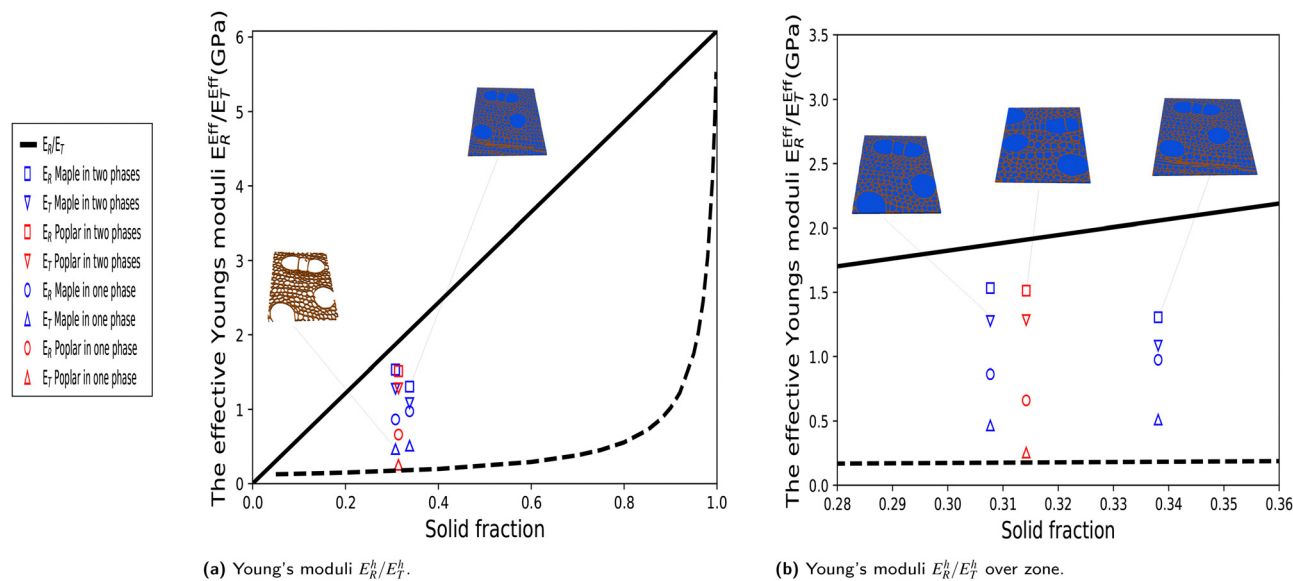 E_R/E_T
E_R Maple in two phases
E_T Maple in two phases
E_R Poplar in two phases
E_T Poplar in two phases
E_R Maple in one phase
E_T Maple in one phase
E_R Poplar in one phase
E_T Poplar in one phase
The effective Youngs moduli E_R^Eff/E_T^Eff(GPa)
6
5
4
3
2
1
0
0.0 0.2 0.4 0.6 0.8 1.0
Solid fraction
(a) Young's moduli E_R^h/E_T^h.
The effective Youngs moduli E_R^Eff/E_T^Eff(GPa)
3.5
3.0
2.5
2.0
1.5
1.0
0.5
0.0
0.28 0.29 0.30 0.31 0.32 0.33 0.34 0.35 0.36
Solid fraction
(b) Young's moduli E_R^h/E_T^h over zone.